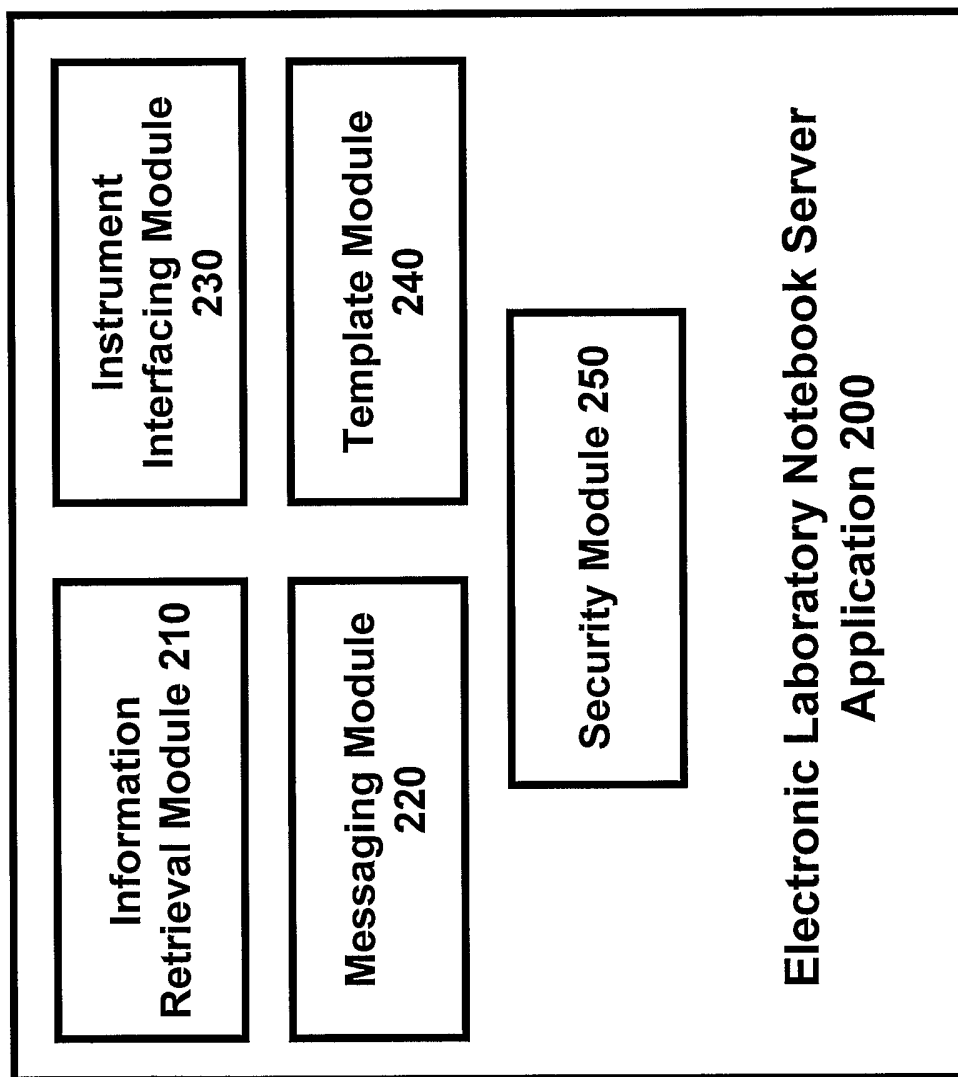 Information
Retrieval Module 210
Instrument
Interfacing Module
230
Messaging Module
220
Template Module
240
Security Module 250
Electronic Laboratory Notebook Server
Application 200